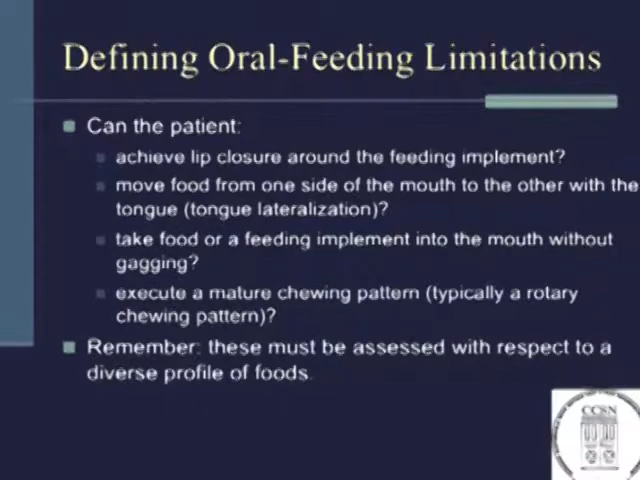 Defining Oral-Feeding Limitations
Can the patient:
achieve lip closure around the feeding implement?
move food from one side of the mouth to the other with the
tongue (tongue lateralization)?
take food or a feeding implement into the mouth without
gagging?
execute a mature chewing pattern (typically a rotary
chewing pattern)?
Remember: these must be assessed with respect to a
diverse profile of foods.
CCSN